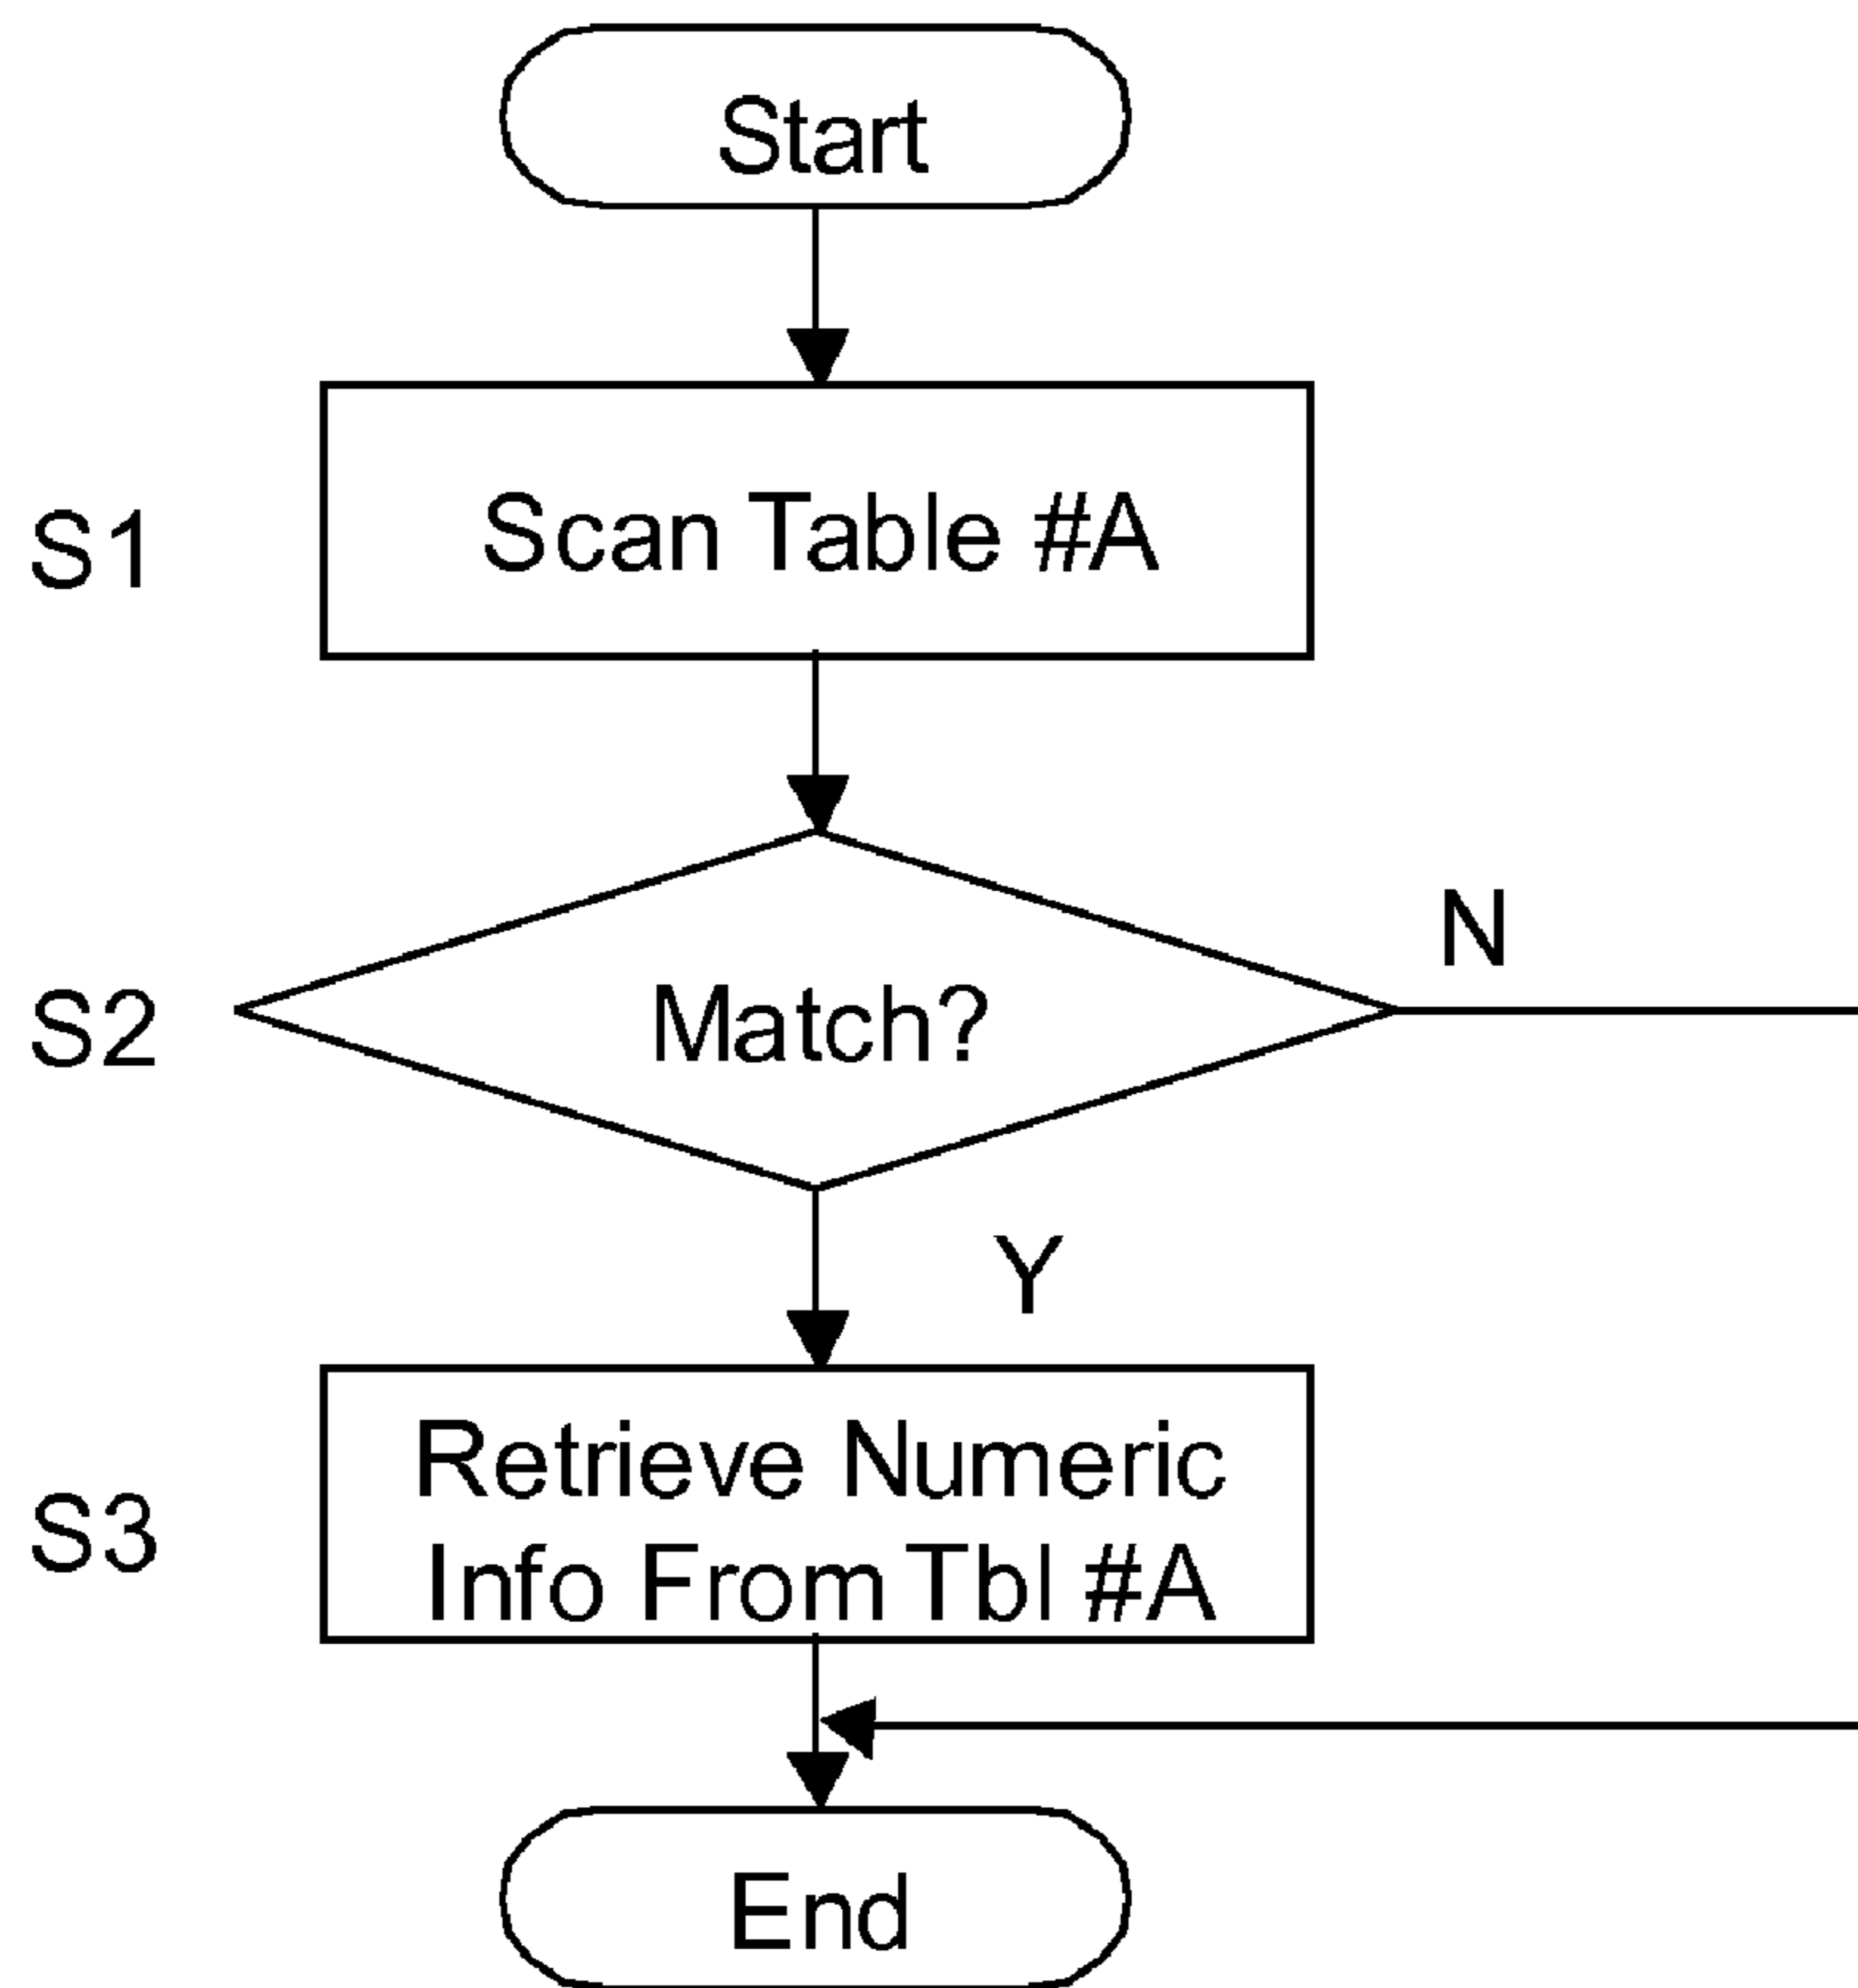 Start
S1
Scan Table #A
S2
Match?
N
Y
S3
Retrieve Numeric
Info From Tbl #A
End